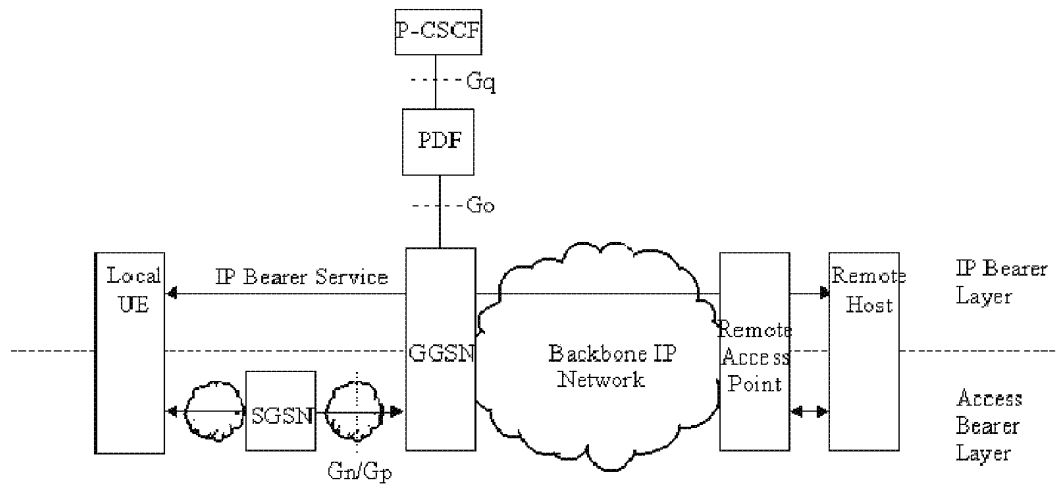 P-CSCF
Gq
PDF
Go
Local
UE
IP Bearer Service
GGSN
Backbone IP
Network
Remote
Access
Point
Remote
Host
IP Bearer
Layer
SGSN
Gn/Gp
Access
Bearer
Layer